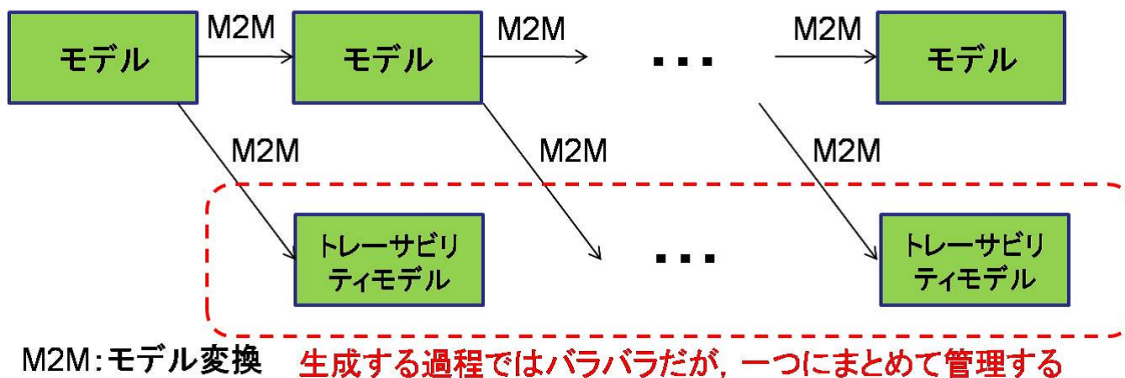 M2M M2M M2M
モデル モデル ・・・ モデル
M2M M2M M2M
トレーサビリ トレーサビリ
ティモデル ・・・ ティモデル
M2M:モデル変換 生成する過程ではバラバラだが, 一つにまとめて管理する